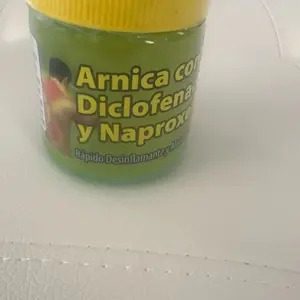 Arnica con
Diclofena
y Naproxe
Rápido Desinflamante y